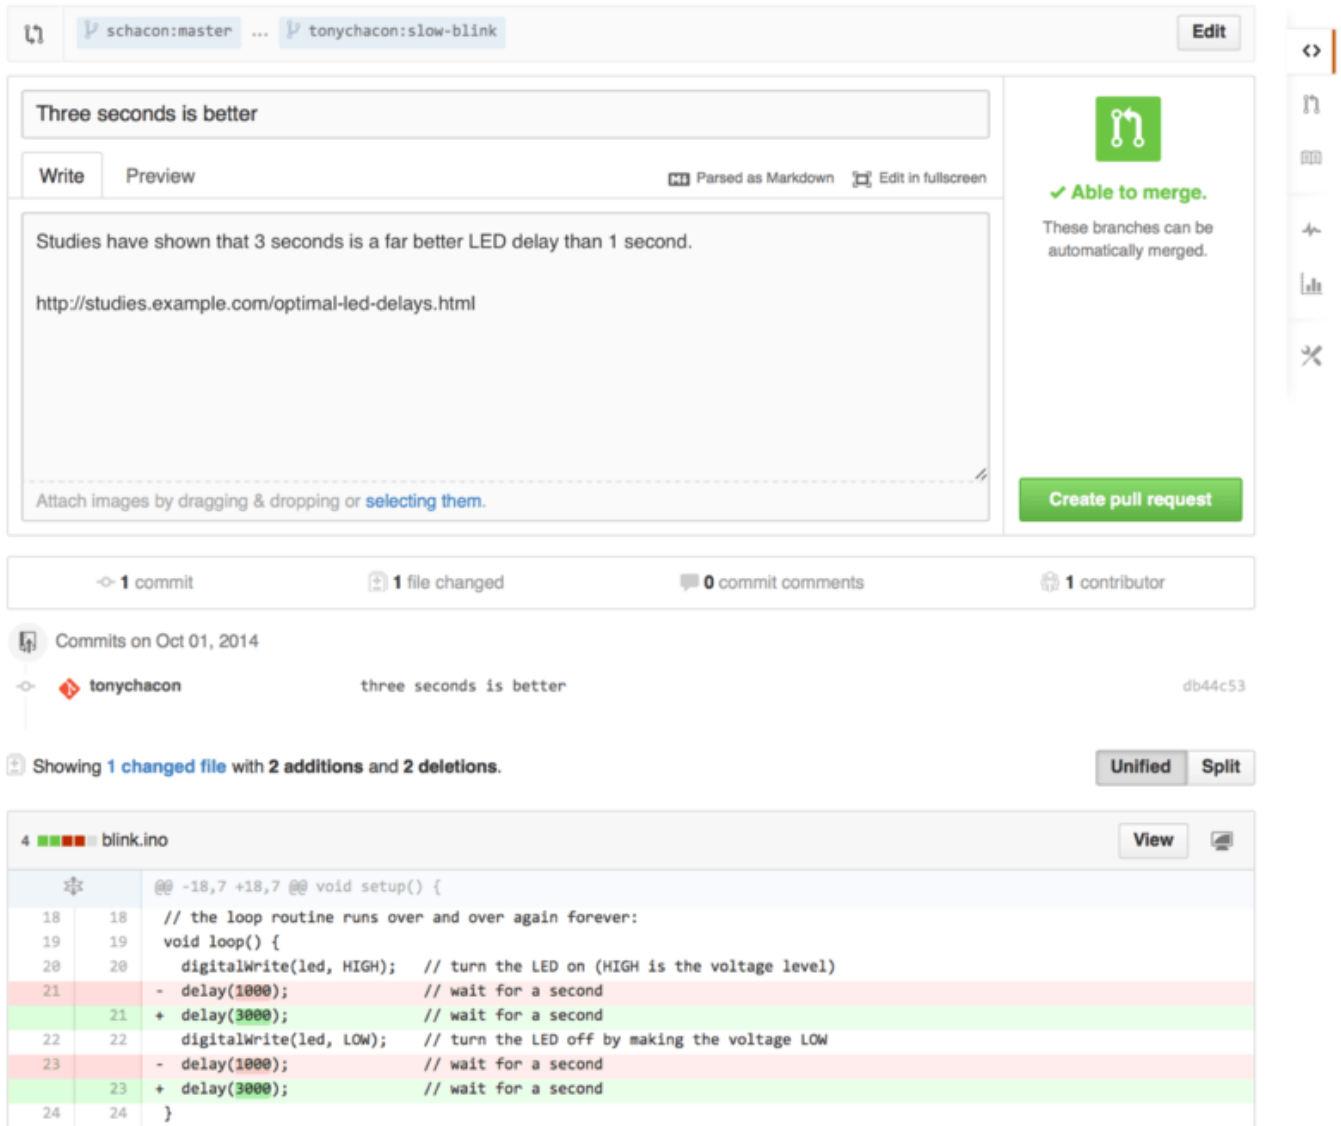 schacon:master ... tonychacon:slow-blink Edit
Three seconds is better
Write Preview Parsed as Markdown Edit in fullscreen
Able to merge.
These branches can be
automatically merged.
Studies have shown that 3 seconds is a far better LED delay than 1 second.
http://studies.example.com/optimal-led-delays.html
Attach images by dragging & dropping or selecting them.
Create pull request
1 commit 1 file changed 0 commit comments 1 contributor
Commits on Oct 01, 2014
tonychacon three seconds is better db44c53
Showing 1 changed file with 2 additions and 2 deletions. Unified Split
4 blink.ino View
@@ -18,7 +18,7 @@ void setup() {
18 18 // the loop routine runs over and over again forever:
19 19 void loop() {
20 20 digitalWrite(led, HIGH); // turn the LED on (HIGH is the voltage level)
21 - delay(1000); // wait for a second
21 + delay(3000); // wait for a second
22 22 digitalWrite(led, LOW); // turn the LED off by making the voltage LOW
23 - delay(1000); // wait for a second
23 + delay(3000); // wait for a second
24 24 }